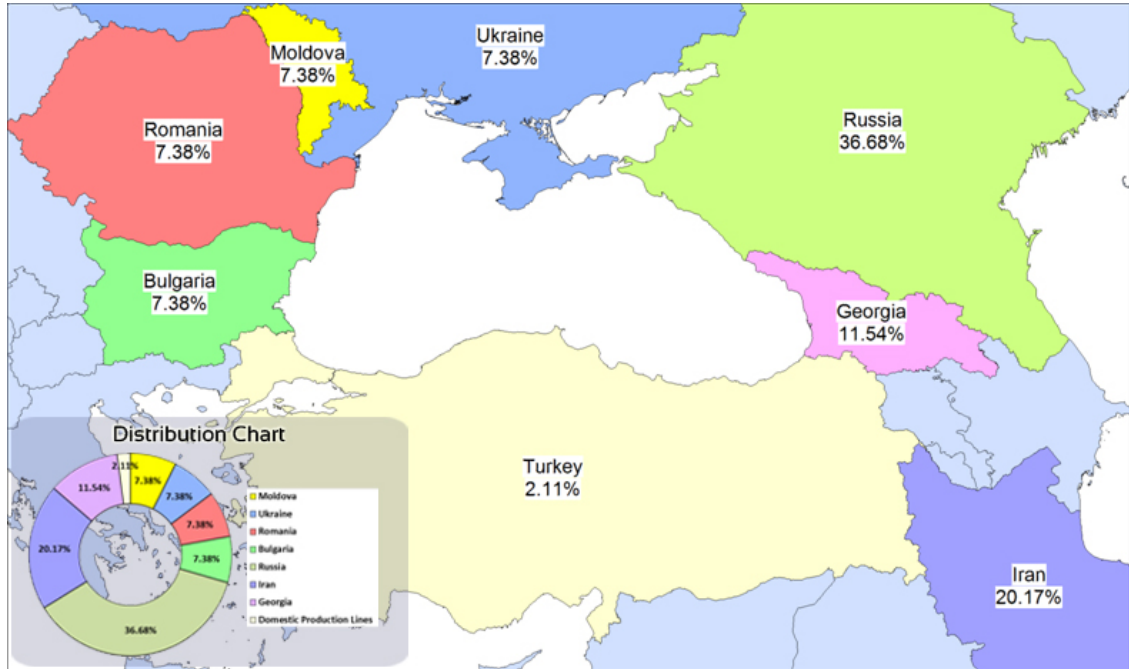 Ukraine
7.38%
Moldova
7.38%
Romania
7.38%
Russia
36.68%
Bulgaria
7.38%
Georgia
11.54%
Turkey
2.11%
Iran
20.17%
Distribution Chart
2.11%
7.38%
11.54%
7.38%
7.38%
20.17%
7.38%
36.68%
Moldova
Ukraine
Romania
Bulgaria
Russia
Iran
Georgia
Domestic Production Lines